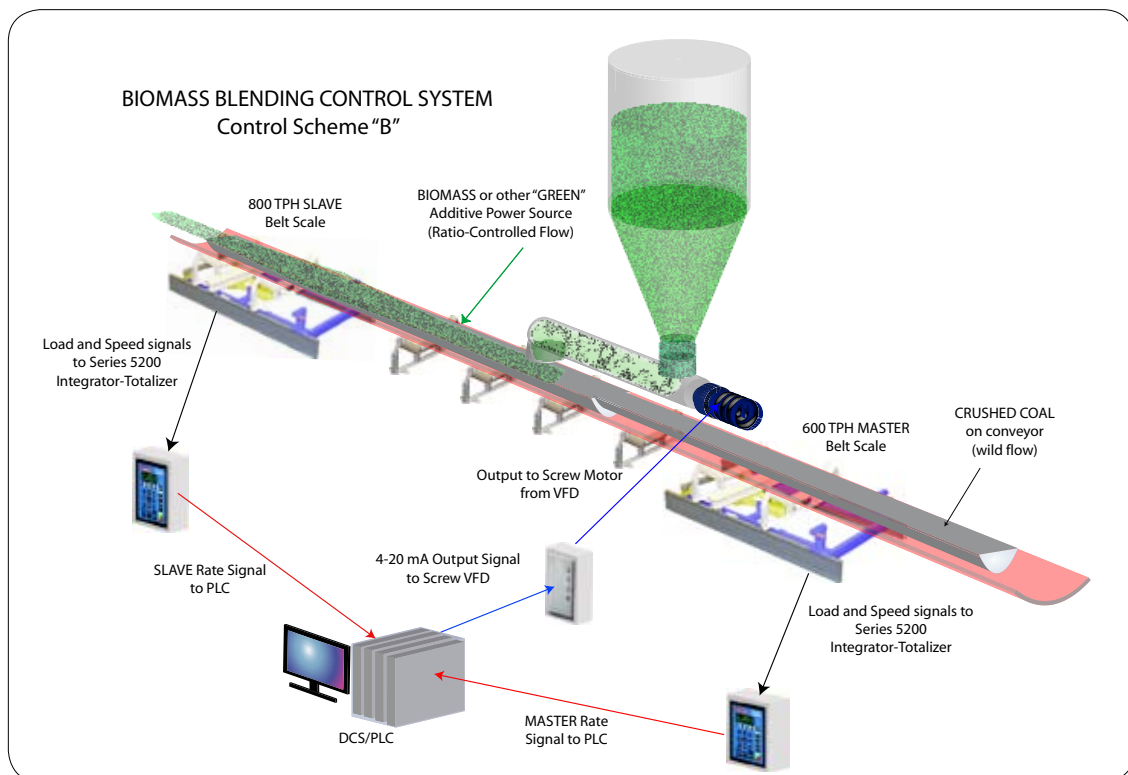 BIOMASS BLENDING CONTROL SYSTEM
Control Scheme “B”
800 TPH SLAVE
Belt Scale
BIOMASS or other “GREEN”
Additive Power Source
(Ratio-Controlled Flow)
Load and Speed signals
to Series 5200
Integrator-Totalizer
600 TPH MASTER
Belt Scale
CRUSHED COAL
on conveyor
(wild flow)
Output to Screw Motor
from VFD
SLAVE Rate Signal
to PLC
4-20 mA Output Signal
to Screw VFD
Load and Speed signals to
Series 5200
Integrator-Totalizer
MASTER Rate
Signal to PLC
DCS/PLC